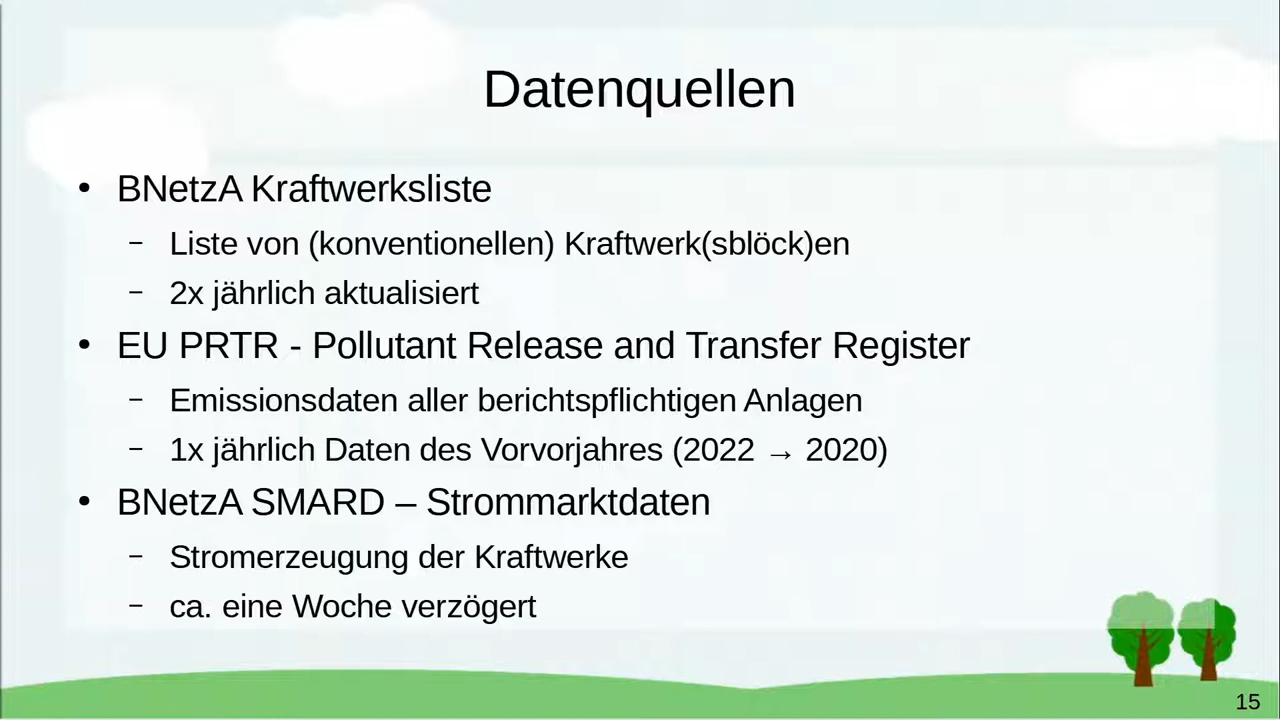 Datenquellen
• BNetzA Kraftwerksliste
– Liste von (konventionellen) Kraftwerk(sblöck)en
– 2x jährlich aktualisiert
• EU PRTR - Pollutant Release and Transfer Register
– Emissionsdaten aller berichtspflichtigen Anlagen
– 1x jährlich Daten des Vorvorjahres (2022 → 2020)
• BNetzA SMARD – Strommarktdaten
– Stromerzeugung der Kraftwerke
– ca. eine Woche verzögert
15